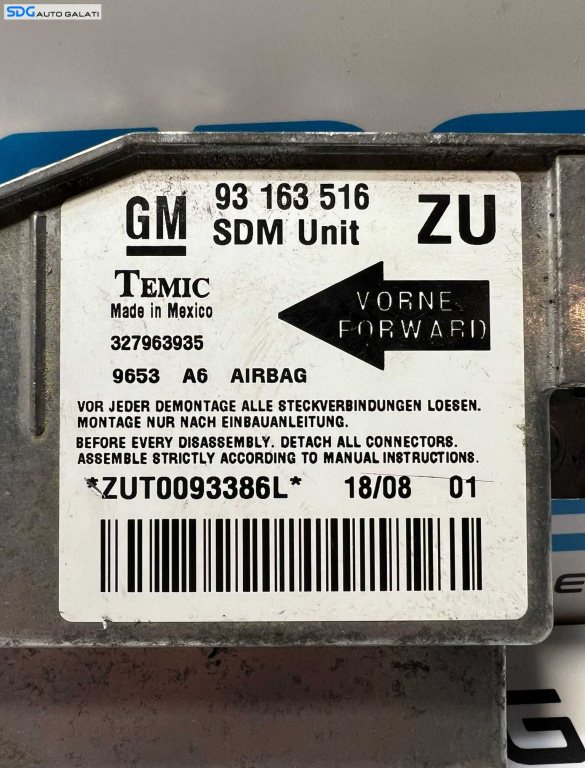 SDG AUTO GALATI
GM
93 163 516
SDM Unit
ZU
TEMIC
Made in Mexico
VORNE
FORWARD
327963935
9653 A6 AIRBAG
VOR JEDER DEMONTAGE ALLE STECKVERBINDUNGEN LOESEN.
MONTAGE NUR NACH EINBAUANLEITUNG.
BEFORE EVERY DISASSEMBLY. DETACH ALL CONNECTORS.
ASSEMBLE STRICTLY ACCORDING TO MANUAL INSTRUCTIONS.
*ZUT0093386L* 18/08 01